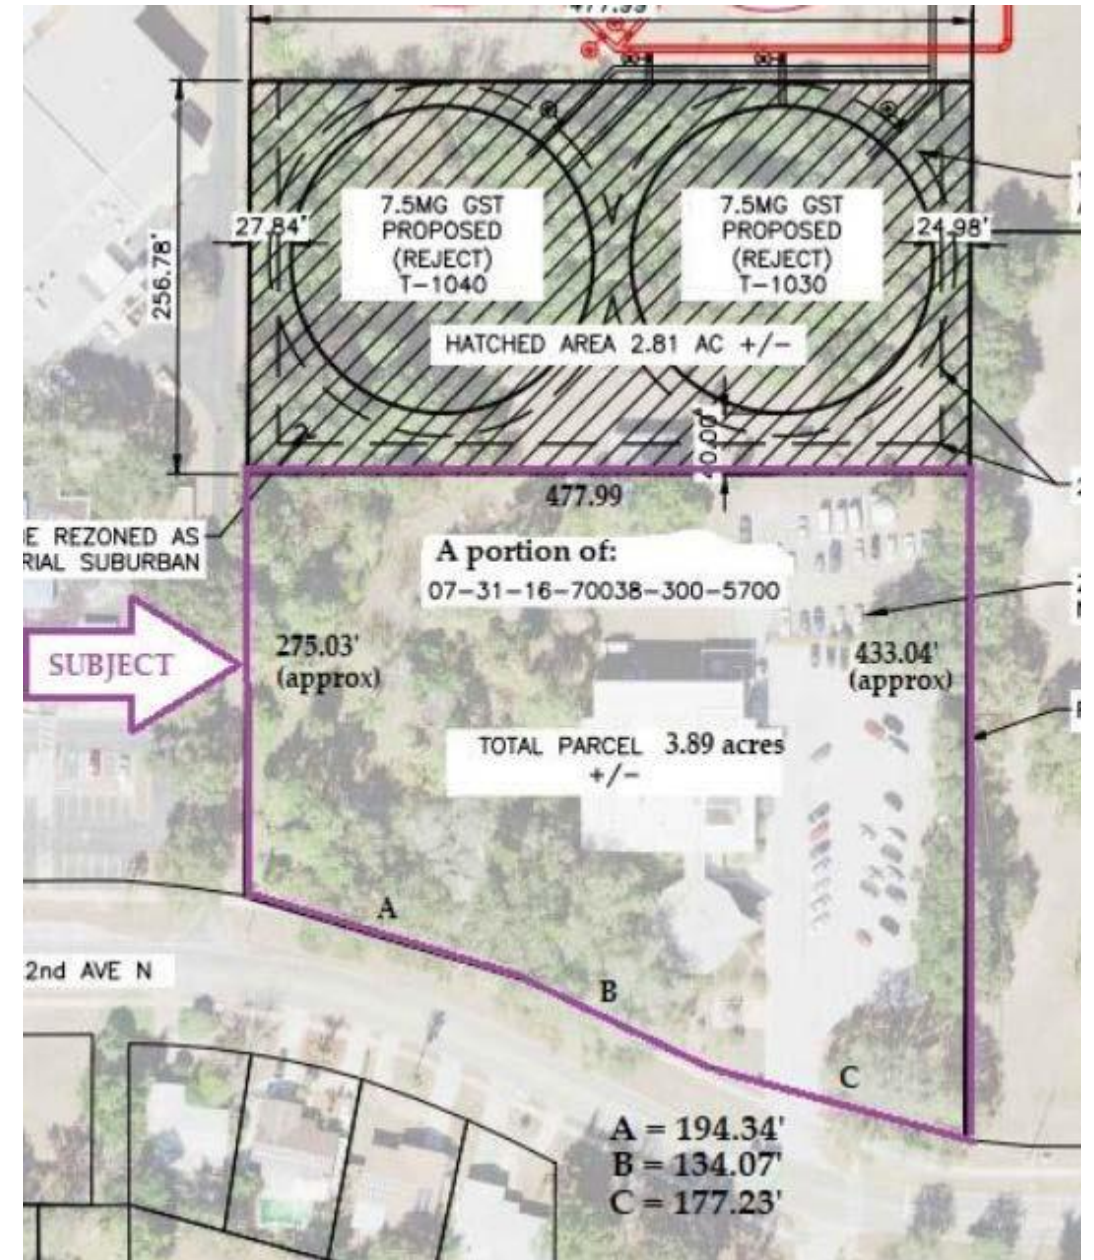 477.99'
7.5MG GST
PROPOSED
(REJECT)
T-1040
7.5MG GST
PROPOSED
(REJECT)
T-1030
27.84'
24.98'
256.78'
HATCHED AREA 2.81 AC +/-
477.99
E REZONED AS
RIAL SUBURBAN
A portion of:
07-31-16-70038-300-5700
SUBJECT
275.03'
(approx)
433.04'
(approx)
TOTAL PARCEL 3.89 acres
+/-
A
2nd AVE N
B
C
A = 194.34'
B = 134.07'
C = 177.23'